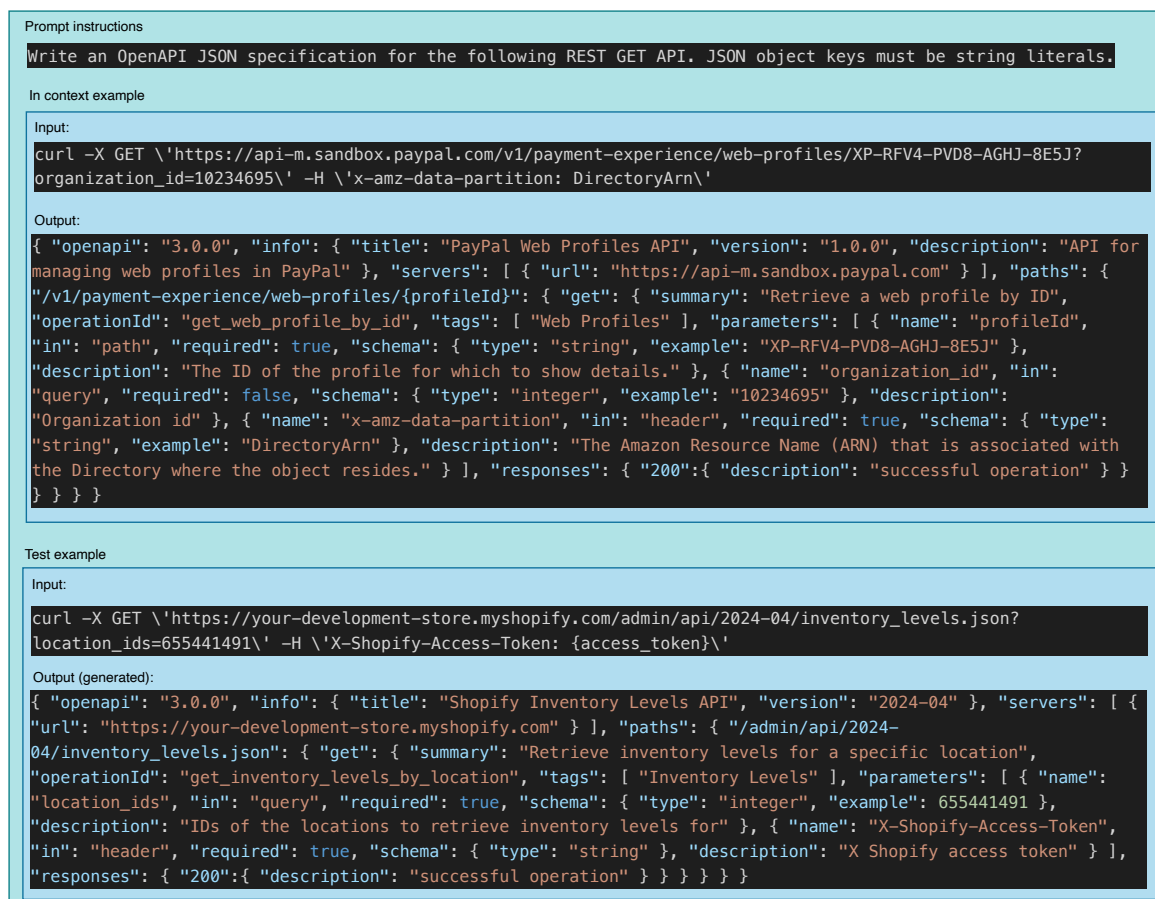 Prompt instructions
Write an OpenAPI JSON specification for the following REST GET API. JSON object keys must be string literals.
In context example
Input:
curl -X GET \'https://api-m.sandbox.paypal.com/v1/payment-experience/web-profiles/XP-RFV4-PVD8-AGHJ-8E5J?
organization_id=10234695\' -H \'x-amz-data-partition: DirectoryArn\'
Output:
{ "openapi": "3.0.0", "info": { "title": "PayPal Web Profiles API", "version": "1.0.0", "description": "API for
managing web profiles in PayPal" }, "servers": [ { "url": "https://api-m.sandbox.paypal.com" } ], "paths": {
"/v1/payment-experience/web-profiles/{profileId}": { "get": { "summary": "Retrieve a web profile by ID",
"operationId": "get_web_profile_by_id", "tags": [ "Web Profiles" ], "parameters": [ { "name": "profileId",
"in": "path", "required": true, "schema": { "type": "string", "example": "XP-RFV4-PVD8-AGHJ-8E5J" },
"description": "The ID of the profile for which to show details." }, { "name": "organization_id", "in":
"query", "required": false, "schema": { "type": "integer", "example": "10234695" }, "description":
"Organization id" }, { "name": "x-amz-data-partition", "in": "header", "required": true, "schema": { "type":
"string", "example": "DirectoryArn" }, "description": "The Amazon Resource Name (ARN) that is associated with
the Directory where the object resides." } ], "responses": { "200":{ "description": "successful operation" } }
} } } }
Test example
Input:
curl -X GET \'https://your-development-store.myshopify.com/admin/api/2024-04/inventory_levels.json?
location_ids=655441491\' -H \'X-Shopify-Access-Token: {access_token}\'
Output (generated):
{ "openapi": "3.0.0", "info": { "title": "Shopify Inventory Levels API", "version": "2024-04" }, "servers": [ {
"url": "https://your-development-store.myshopify.com" } ], "paths": { "/admin/api/2024-
04/inventory_levels.json": { "get": { "summary": "Retrieve inventory levels for a specific location",
"operationId": "get_inventory_levels_by_location", "tags": [ "Inventory Levels" ], "parameters": [ { "name":
"location_ids", "in": "query", "required": true, "schema": { "type": "integer", "example": 655441491 },
"description": "IDs of the locations to retrieve inventory levels for" }, { "name": "X-Shopify-Access-Token",
"in": "header", "required": true, "schema": { "type": "string" }, "description": "X Shopify access token" } ],
"responses": { "200":{ "description": "successful operation" } } } } } }